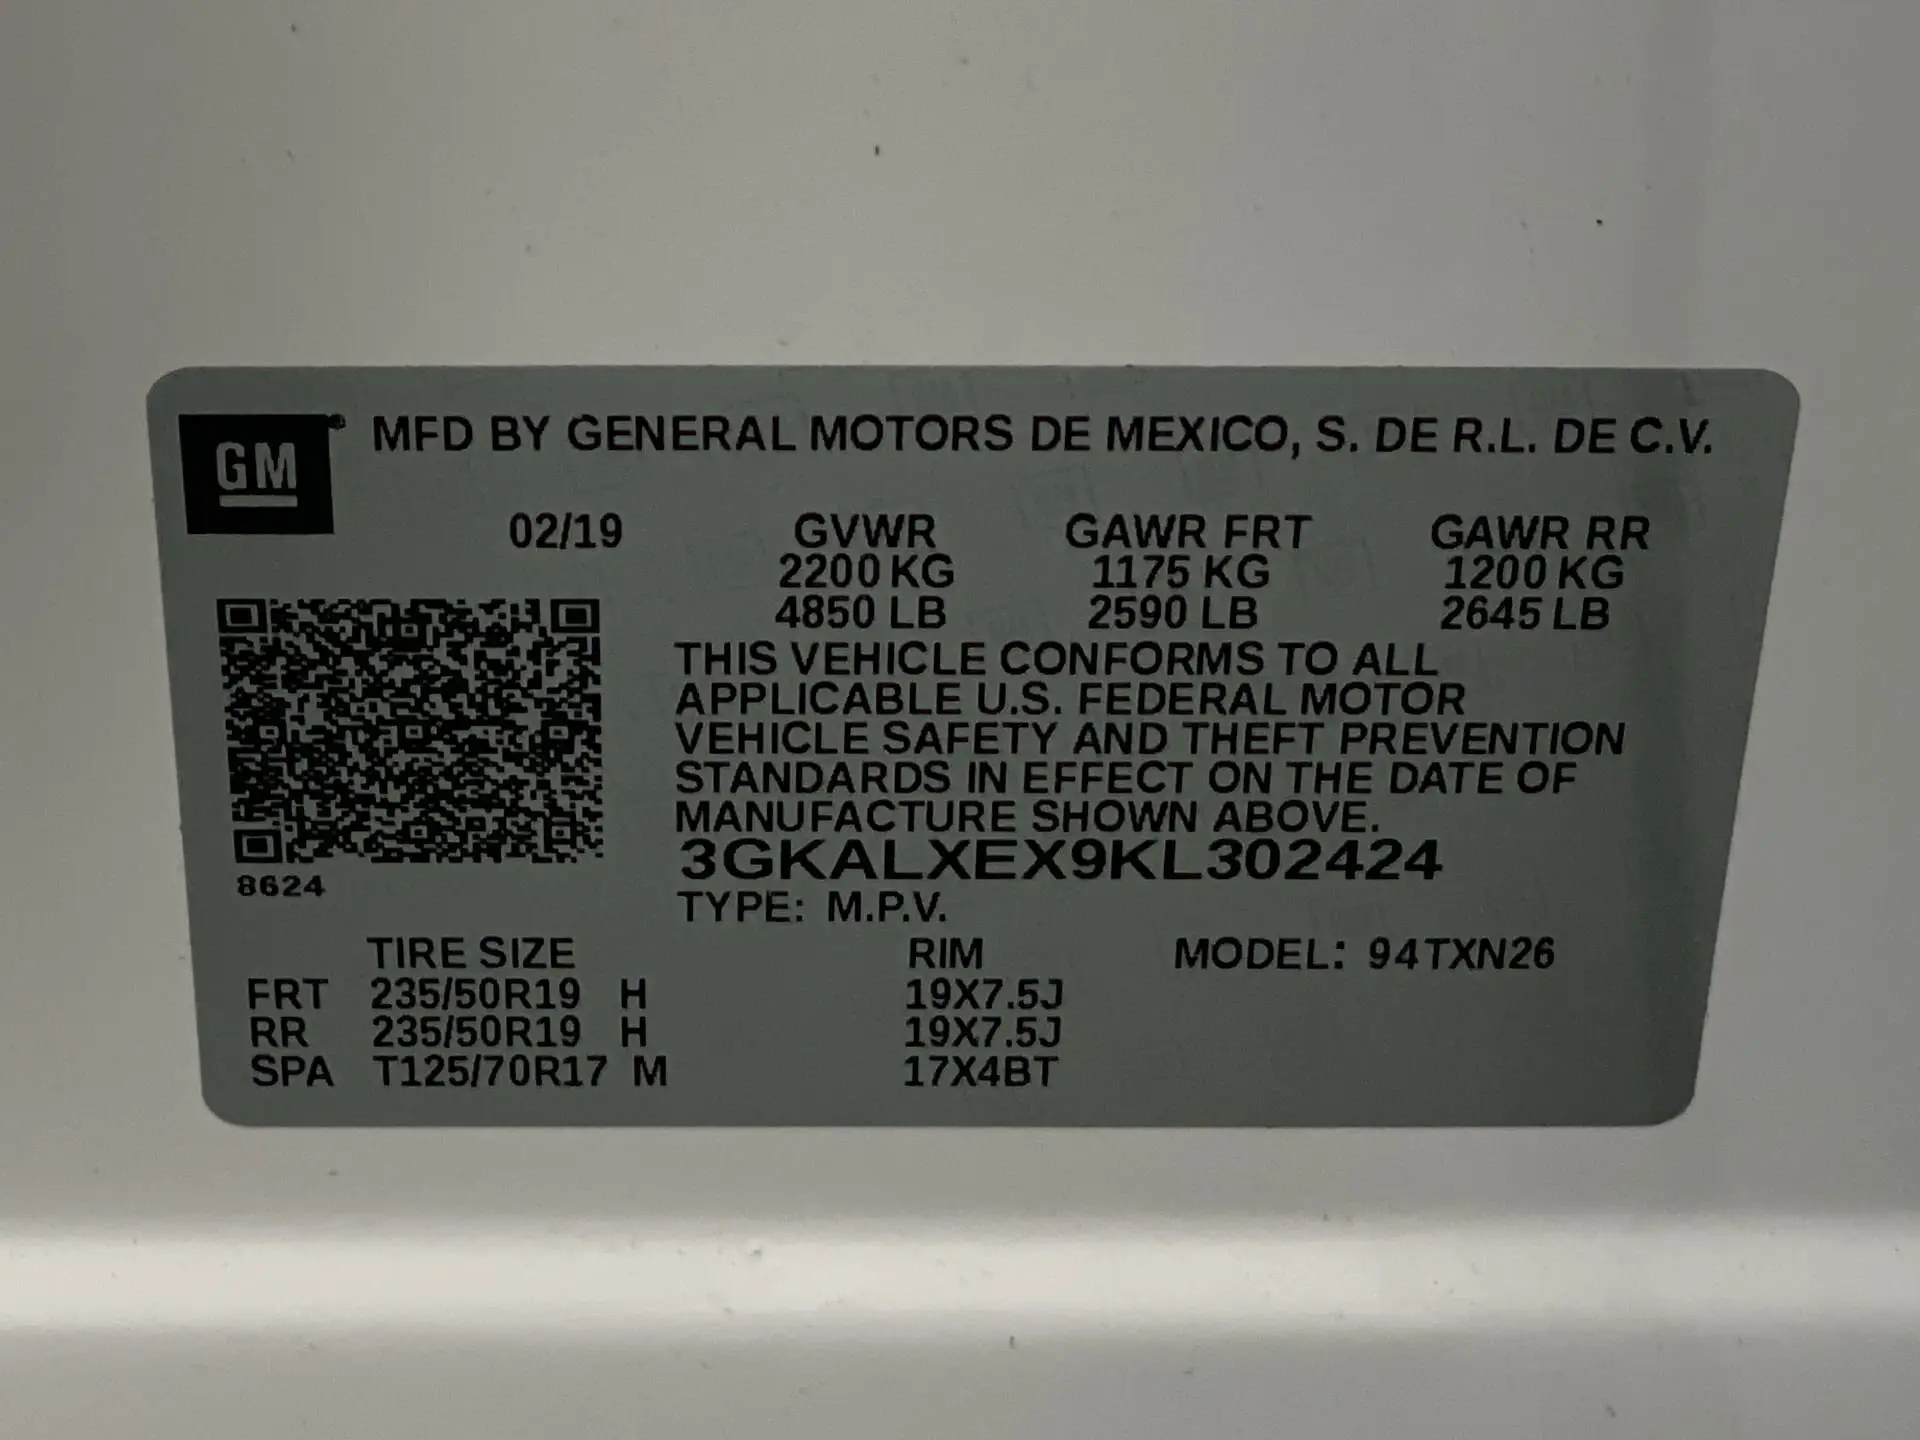 GM® MFD BY GENERAL MOTORS DE MEXICO, S. DE R.L. DE C.V.
02/19 GVWR GAWR FRT GAWR RR
2200 KG 1175 KG 1200 KG
4850 LB 2590 LB 2645 LB
THIS VEHICLE CONFORMS TO ALL
APPLICABLE U.S. FEDERAL MOTOR
VEHICLE SAFETY AND THEFT PREVENTION
STANDARDS IN EFFECT ON THE DATE OF
MANUFACTURE SHOWN ABOVE.
3GKALXEX9KL302424
8624
TYPE: M.P.V.
TIRE SIZE RIM MODEL: 94TXN26
FRT 235/50R19 H 19X7.5J
RR 235/50R19 H 19X7.5J
SPA T125/70R17 M 17X4BT